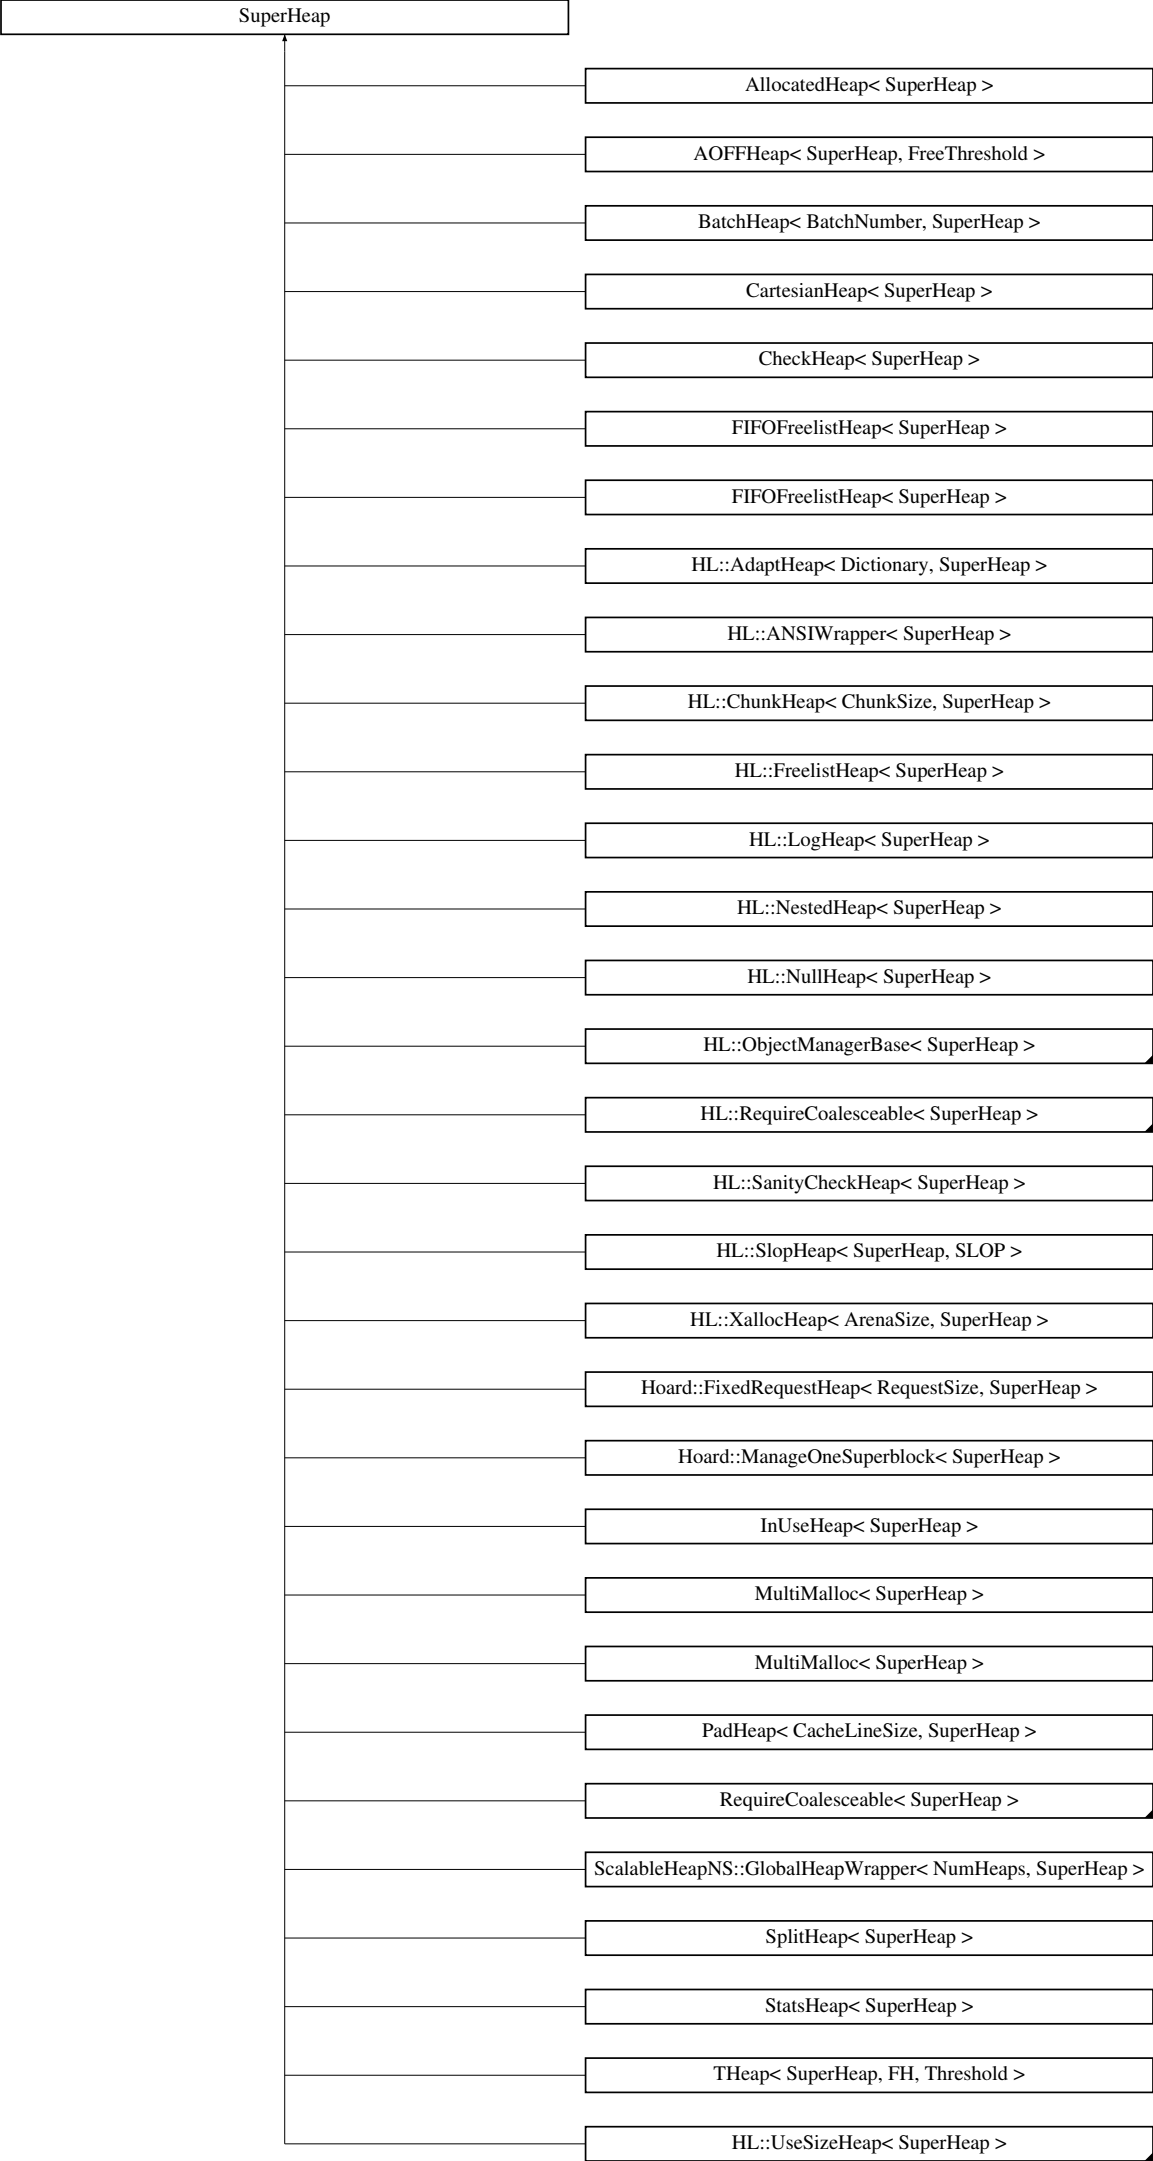 SuperHeap
AllocatedHeap< SuperHeap >
AOFFHeap< SuperHeap, FreeThreshold >
BatchHeap< BatchNumber, SuperHeap >
CartesianHeap< SuperHeap >
CheckHeap< SuperHeap >
FIFOFreelistHeap< SuperHeap >
FIFOFreelistHeap< SuperHeap >
HL::AdaptHeap< Dictionary, SuperHeap >
HL::ANSIWrapper< SuperHeap >
HL::ChunkHeap< ChunkSize, SuperHeap >
HL::FreelistHeap< SuperHeap >
HL::LogHeap< SuperHeap >
HL::NestedHeap< SuperHeap >
HL::NullHeap< SuperHeap >
HL::ObjectManagerBase< SuperHeap >
HL::RequireCoalesceable< SuperHeap >
HL::SanityCheckHeap< SuperHeap >
HL::SlopHeap< SuperHeap, SLOP >
HL::XallocHeap< ArenaSize, SuperHeap >
Hoard::FixedRequestHeap< RequestSize, SuperHeap >
Hoard::ManageOneSuperblock< SuperHeap >
InUseHeap< SuperHeap >
MultiMalloc< SuperHeap >
MultiMalloc< SuperHeap >
PadHeap< CacheLineSize, SuperHeap >
RequireCoalesceable< SuperHeap >
ScalableHeapNS::GlobalHeapWrapper< NumHeaps, SuperHeap >
SplitHeap< SuperHeap >
StatsHeap< SuperHeap >
THeap< SuperHeap, FH, Threshold >
HL::UseSizeHeap< SuperHeap >